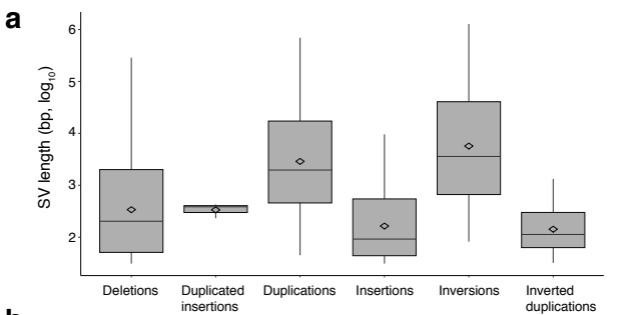 a
SV length (bp, log10)
6
5
4
3
2
Deletions
Duplicated
insertions
Duplications
Insertions
Inversions
Inverted
duplications